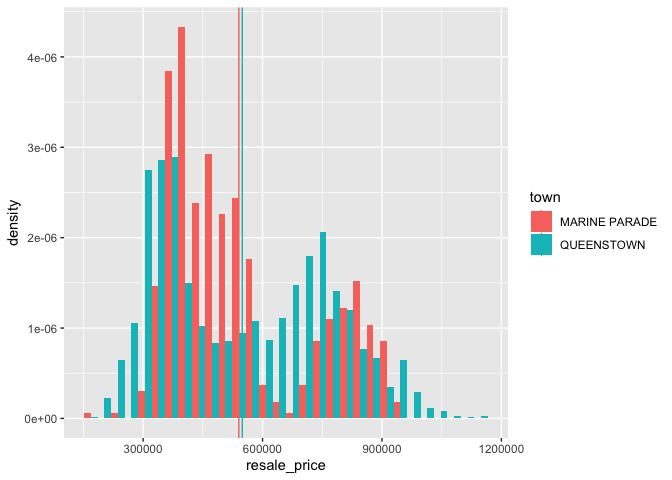 4e-06
3e-06
2e-06
1e-06
0e+00
density
300000
600000
900000
1200000
resale_price
town
MARINE PARADE
QUEENSTOWN